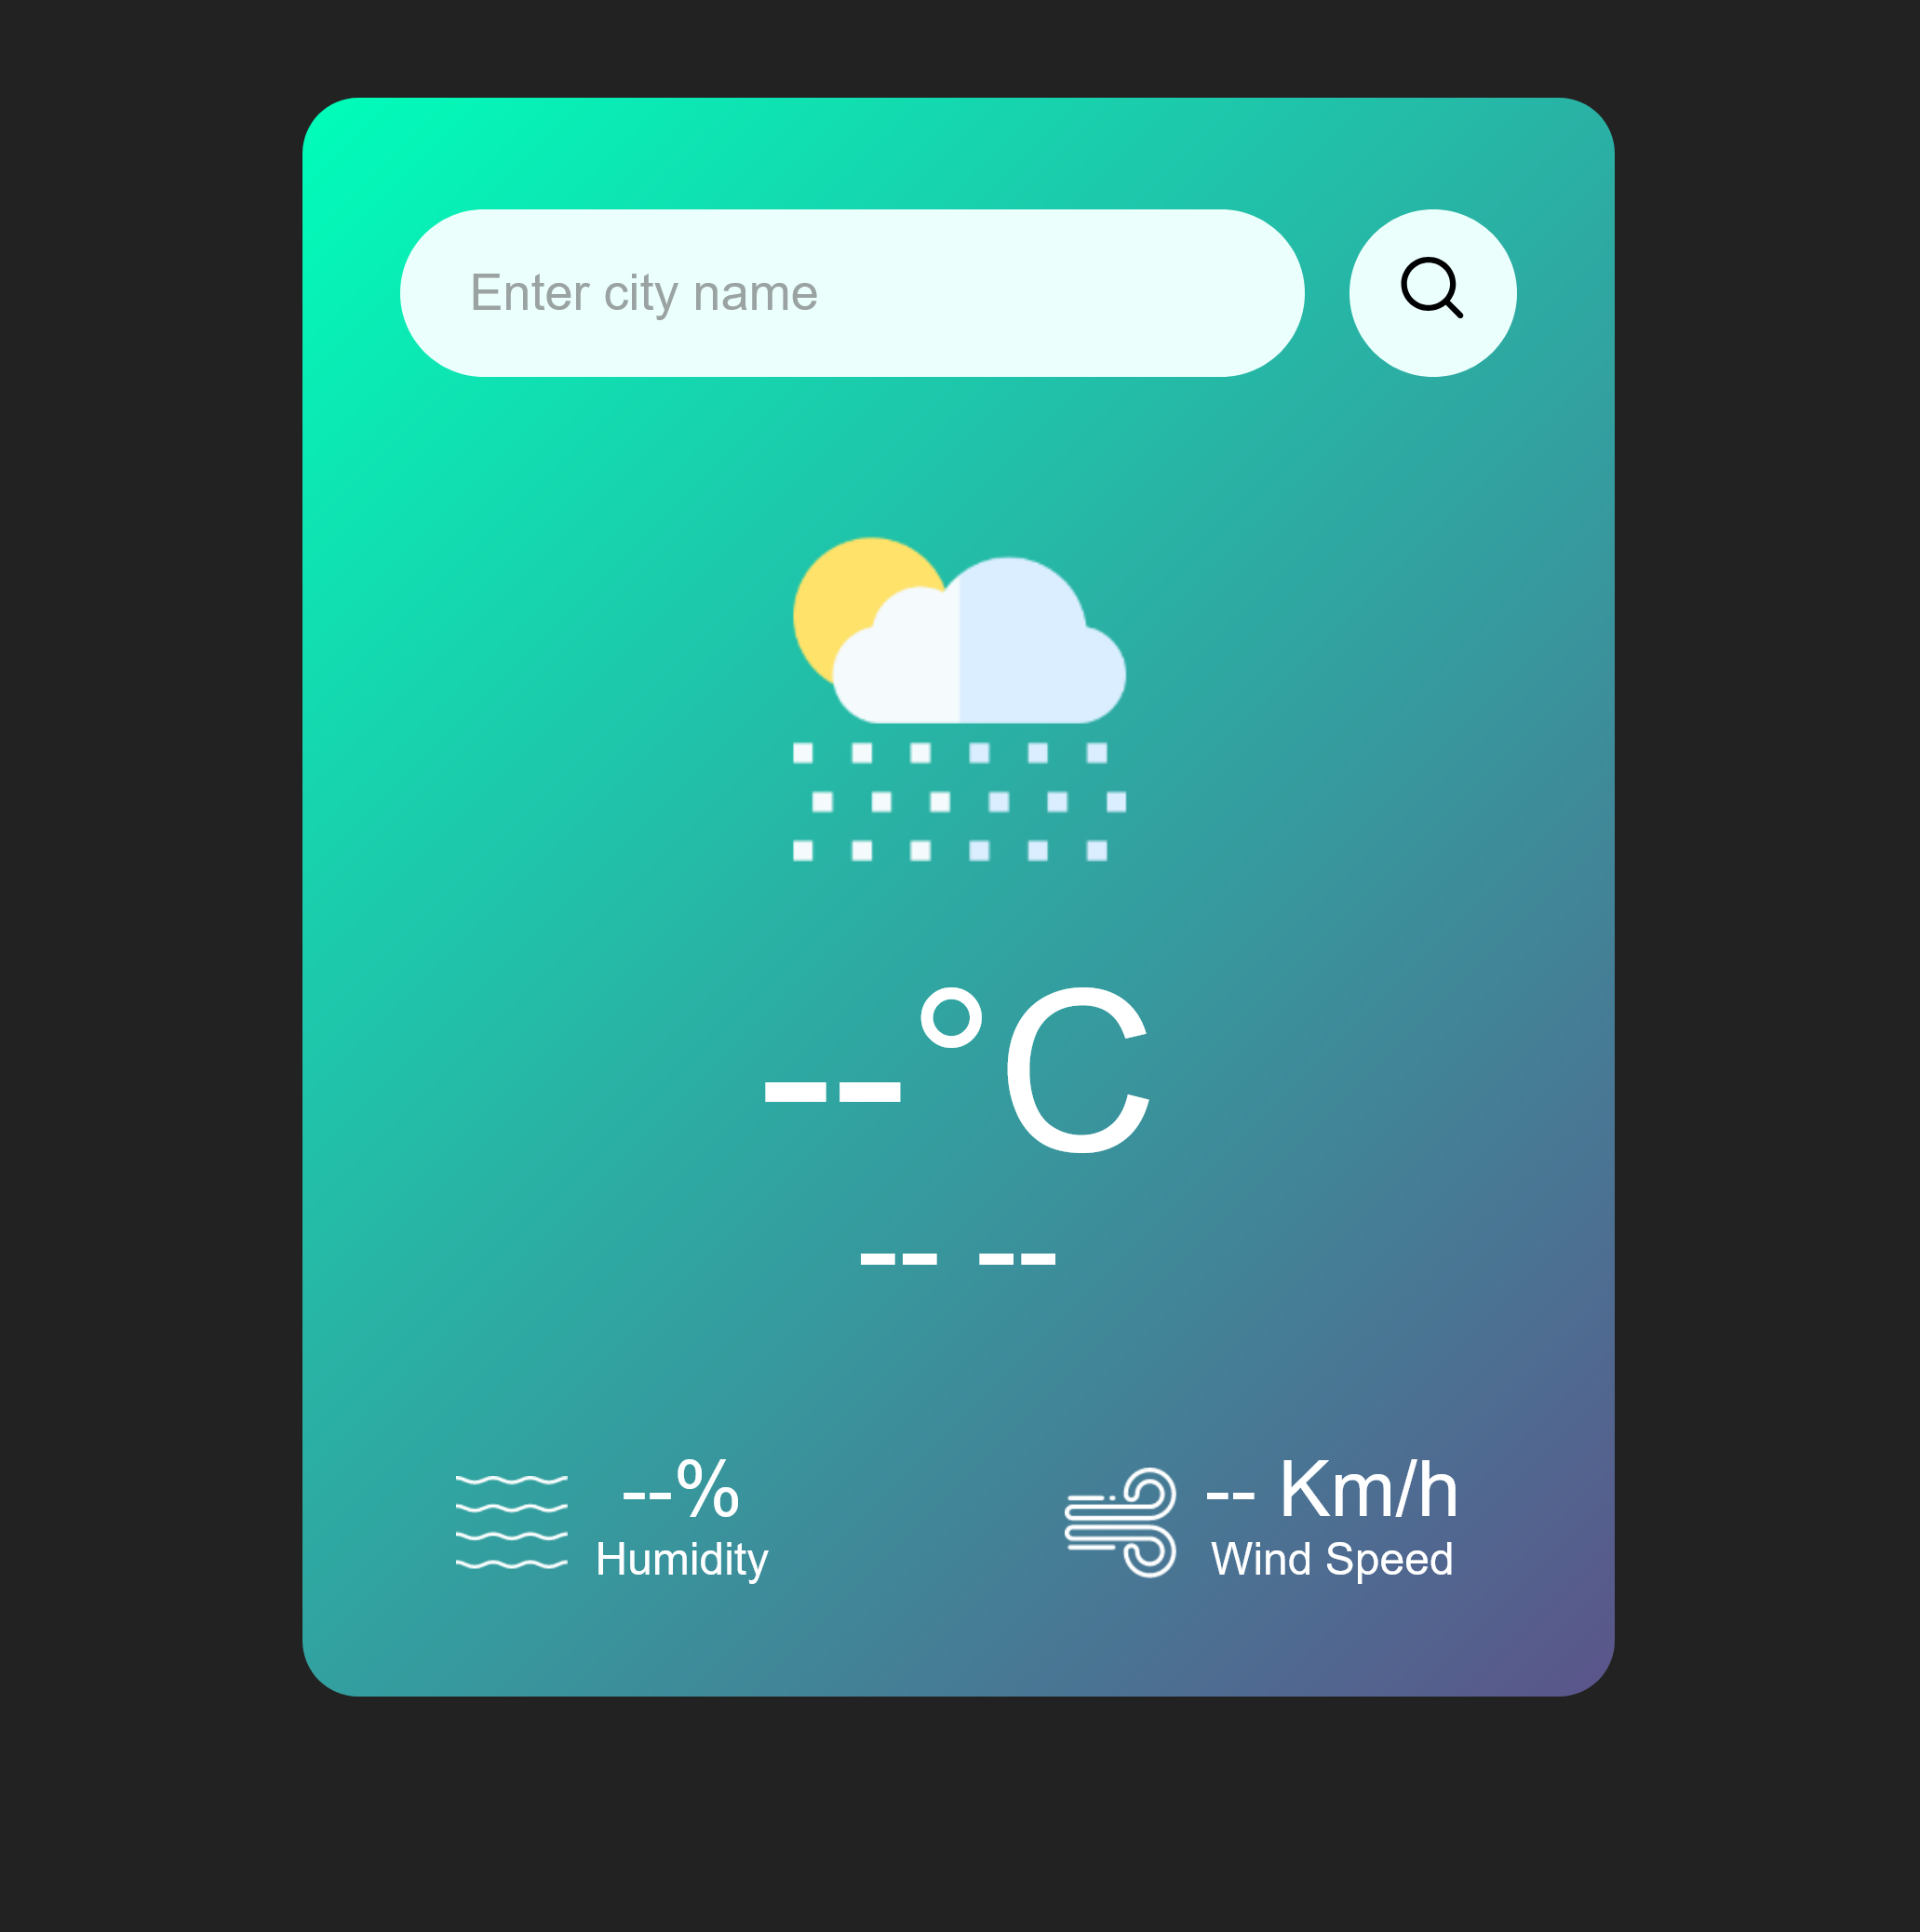 Enter city name
--°C
-- --
--%
Humidity
-- Km/h
Wind Speed